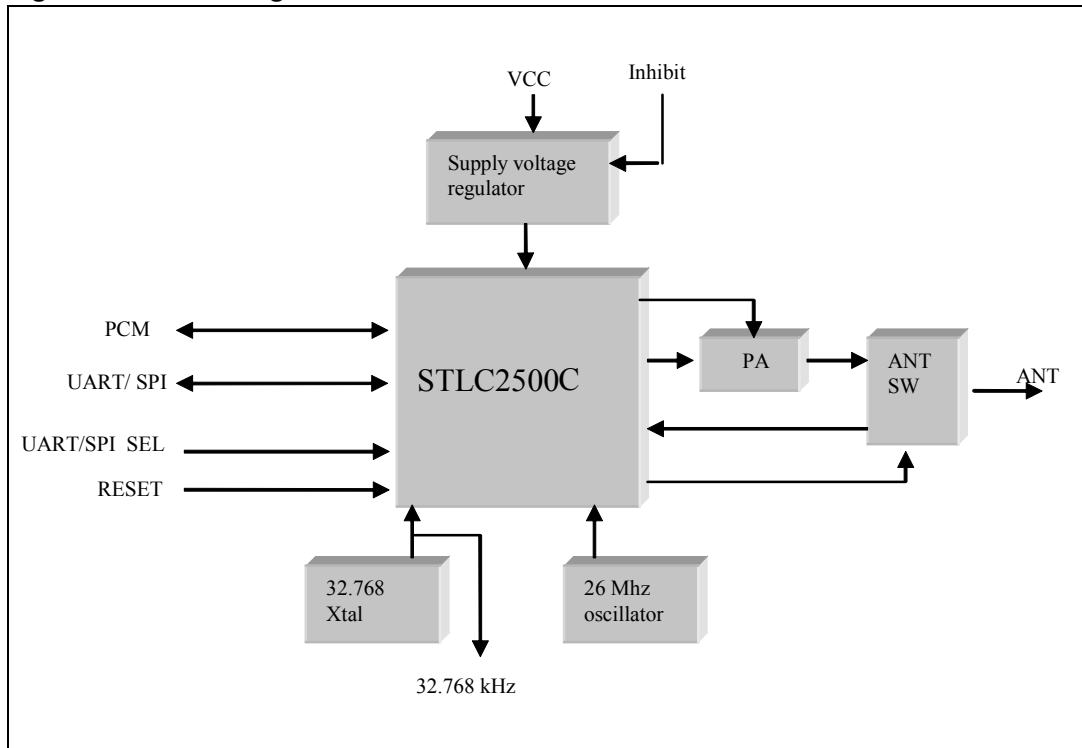 VCC
Inhibit
Supply voltage
regulator
PCM
UART/ SPI
UART/SPI SEL
RESET
STLC2500C
PA
ANT
SW
ANT
32.768
Xtal
26 Mhz
oscillator
32.768 kHz